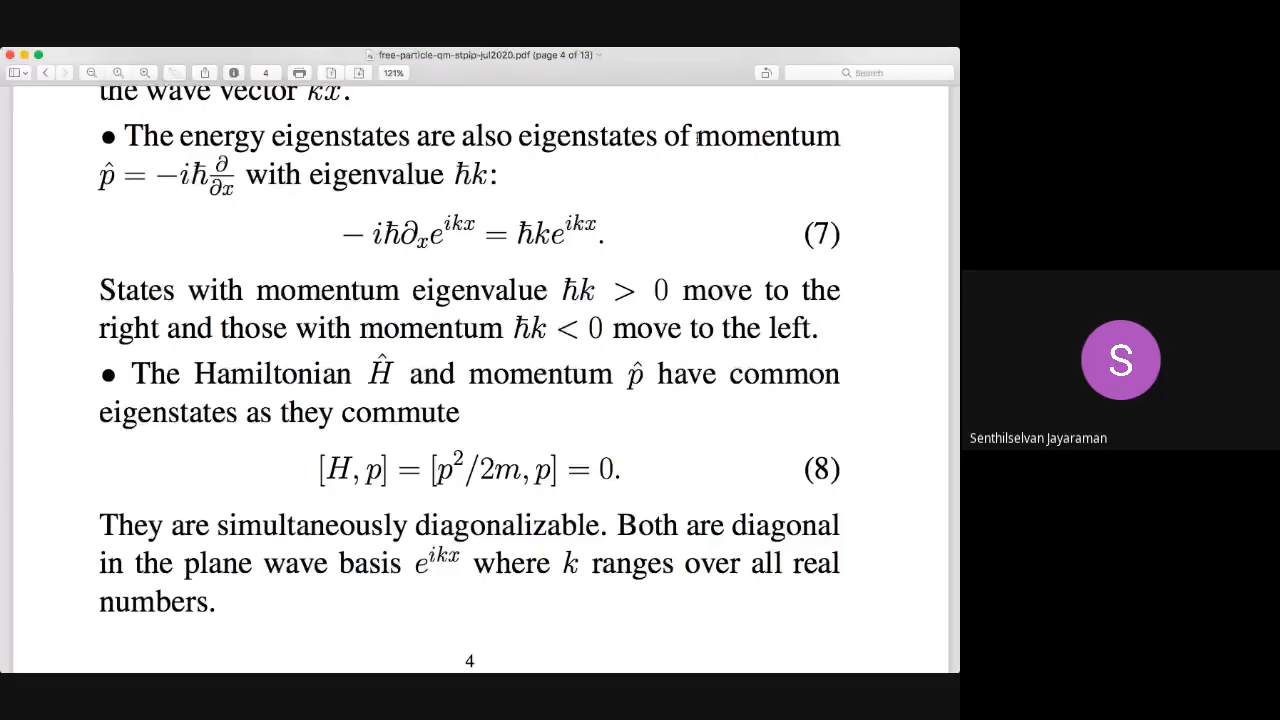 free-particle-qm-stpip-jul2020.pdf (page 4 of 13)
4
121%
Search
the wave vector kx.
• The energy eigenstates are also eigenstates of momentum
p̂ = −iħ ∂/∂x with eigenvalue ħk:
− iħ∂ₓe^{ikx} = ħke^{ikx}. (7)
States with momentum eigenvalue ħk > 0 move to the
right and those with momentum ħk < 0 move to the left.
• The Hamiltonian Ĥ and momentum p̂ have common
eigenstates as they commute
[H, p] = [p²/2m, p] = 0. (8)
They are simultaneously diagonalizable. Both are diagonal
in the plane wave basis e^{ikx} where k ranges over all real
numbers.
4
S
Senthilselvan Jayaraman